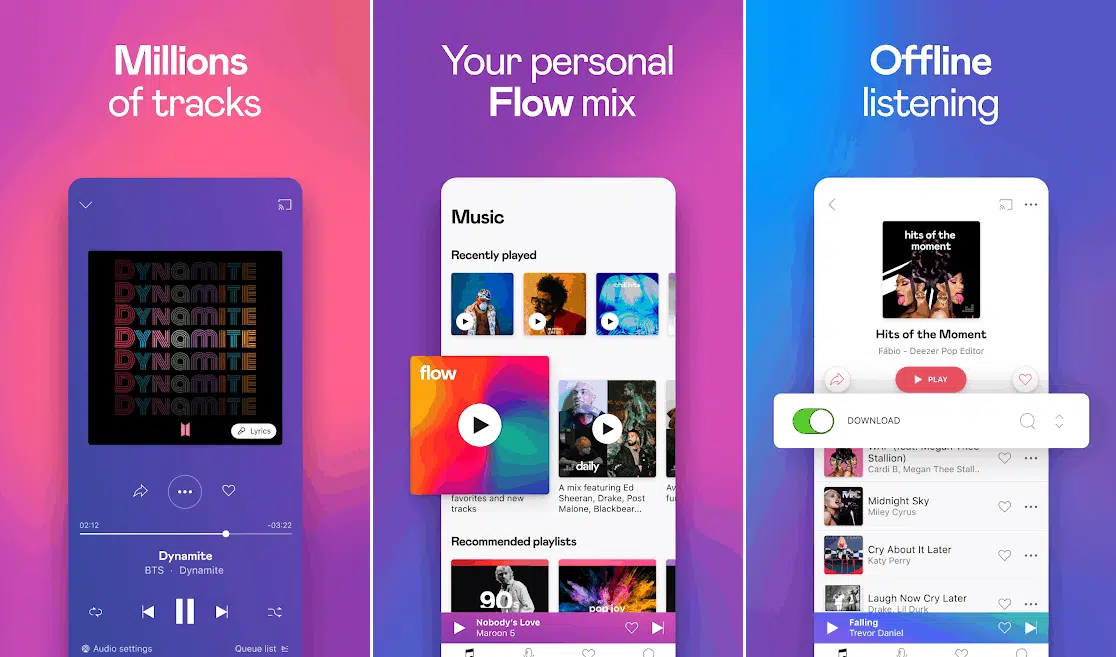 Millions
of tracks
DYNAMITE
DYNAMITE
DYNAMITE
DYNAMITE
DYNAMITE
DYNAMITE
DYNAMITE
Lyrics
02:12
-03:22
Dynamite
BTS · Dynamite
Audio settings
Queue list
Your personal
Flow mix
Music
Recently played
chill hits
flow
daily
favorites and new
tracks
A mix featuring Ed
Sheeran, Drake, Post
Malone, Blackbear...
Recommended playlists
90s
pop joy
Nobody's Love
Maroon 5
Offline
listening
hits of the
moment
Hits of the Moment
Fábio - Deezer Pop Editor
PLAY
DOWNLOAD
WAP (feat. Megan Thee
Stallion)
Cardi B, Megan Thee Stall..
Midnight Sky
Miley Cyrus
Cry About It Later
Katy Perry
Laugh Now Cry Later
Drake, Lil Durk
Falling
Trevor Daniel